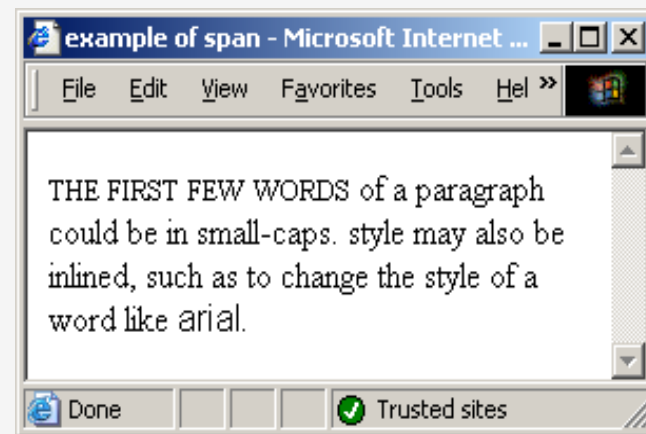 example of span - Microsoft Internet ...
File Edit View Favorites Tools Hel »
THE FIRST FEW WORDS of a paragraph
could be in small-caps. style may also be
inlined, such as to change the style of a
word like arial.
Done Trusted sites